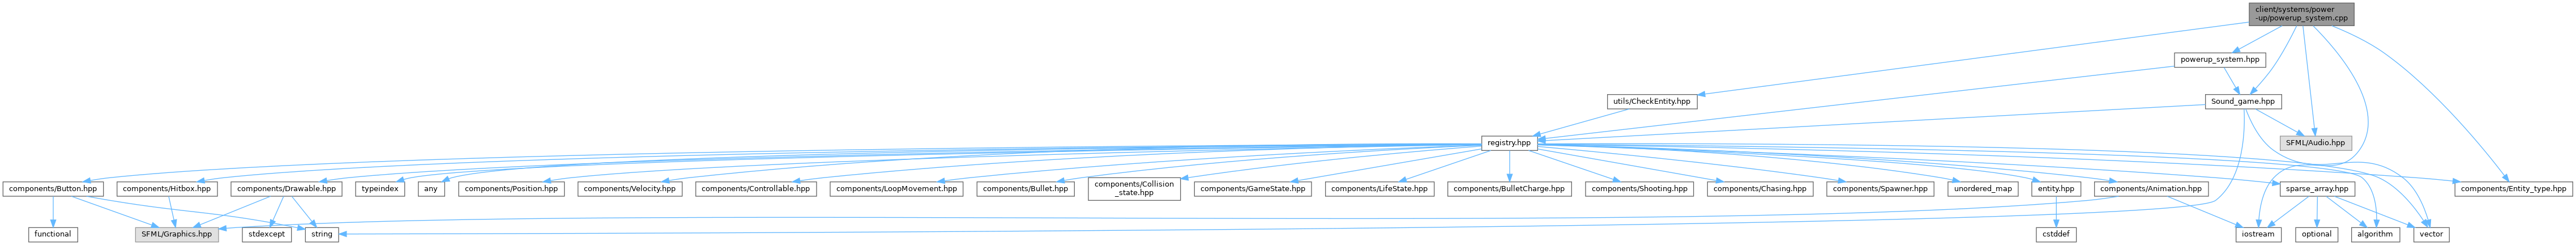 client/systems/power
-up/powerup_system.cpp
powerup_system.hpp
utils/CheckEntity.hpp
Sound_game.hpp
registry.hpp
SFML/Audio.hpp
components/Button.hpp
components/Hitbox.hpp
components/Drawable.hpp
typeindex
any
components/Position.hpp
components/Velocity.hpp
components/Controllable.hpp
components/LoopMovement.hpp
components/Bullet.hpp
components/Collision
_state.hpp
components/GameState.hpp
components/LifeState.hpp
components/BulletCharge.hpp
components/Shooting.hpp
components/Chasing.hpp
components/Spawner.hpp
unordered_map
entity.hpp
components/Animation.hpp
sparse_array.hpp
components/Entity_type.hpp
functional
SFML/Graphics.hpp
stdexcept
string
cstddef
iostream
optional
algorithm
vector